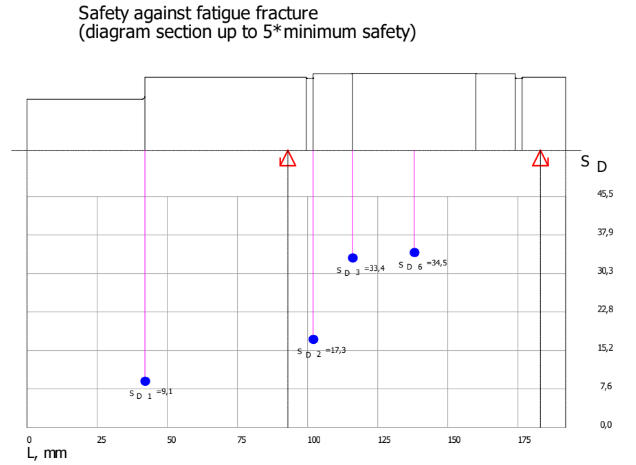 Safety against fatigue fracture
(diagram section up to 5*minimum safety)
S D
45,5
37,9
30,3
22,8
15,2
7,6
0,0
S D 3 =33,4
S D 6 =34,5
S D 2 =17,3
S D 1 =9,1
0 25 50 75 100 125 150 175
L, mm